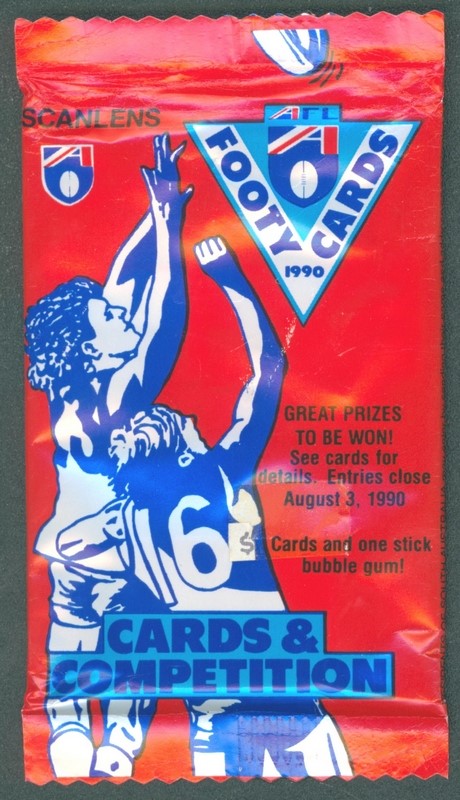 SCANLENS
AFL
FOOTY CARDS
1990
GREAT PRIZES
TO BE WON!
See cards for
details. Entries close
August 3, 1990
6
$
Cards and one stick
bubble gum!
CARDS &
COMPETITION